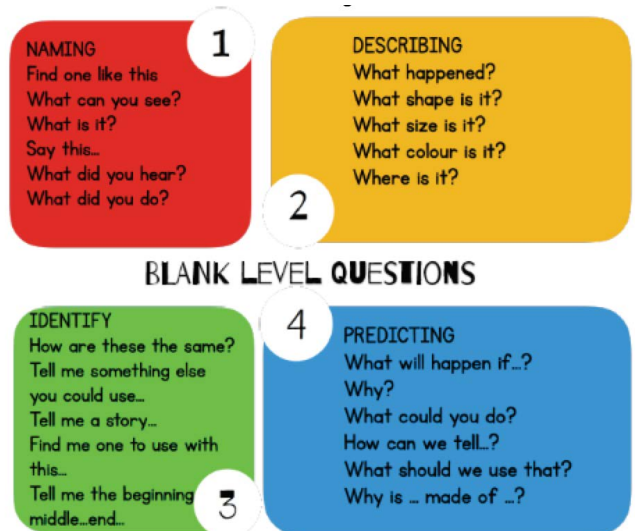 1
NAMING
Find one like this
What can you see?
What is it?
Say this...
What did you hear?
What did you do?
DESCRIBING
What happened?
What shape is it?
What size is it?
What colour is it?
Where is it?
2
BLANK LEVEL QUESTIONS
IDENTIFY
How are these the same?
Tell me something else
you could use...
Tell me a story...
Find me one to use with
this...
Tell me the beginning
middle...end...
3
4
PREDICTING
What will happen if...?
Why?
What could you do?
How can we tell...?
What should we use that?
Why is ... made of ...?